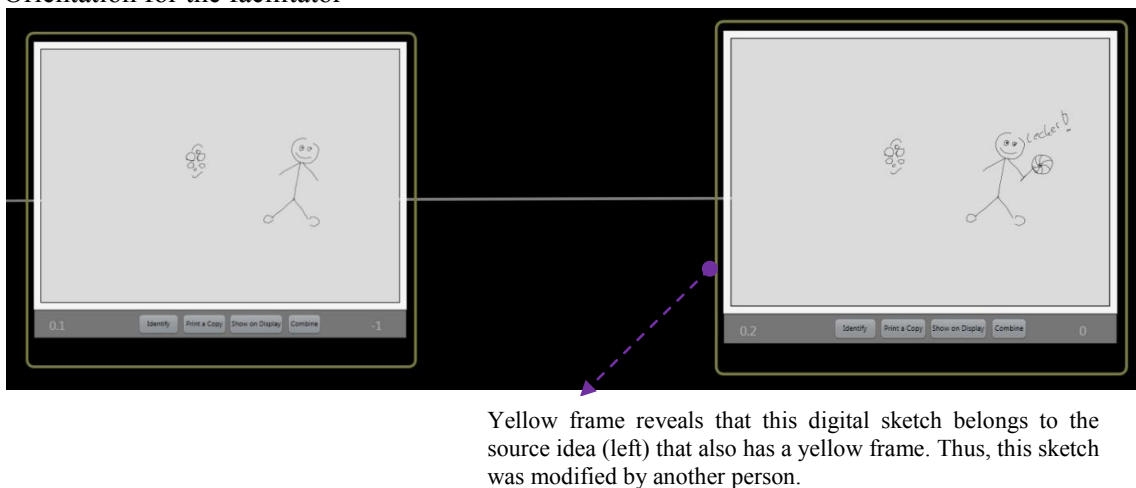 Orientation for the facilitator
lecker!
0.1 Identify Print a Copy Show on Display Combine -1
0.2 Identify Print a Copy Show on Display Combine 0
Yellow frame reveals that this digital sketch belongs to the
source idea (left) that also has a yellow frame. Thus, this sketch
was modified by another person.